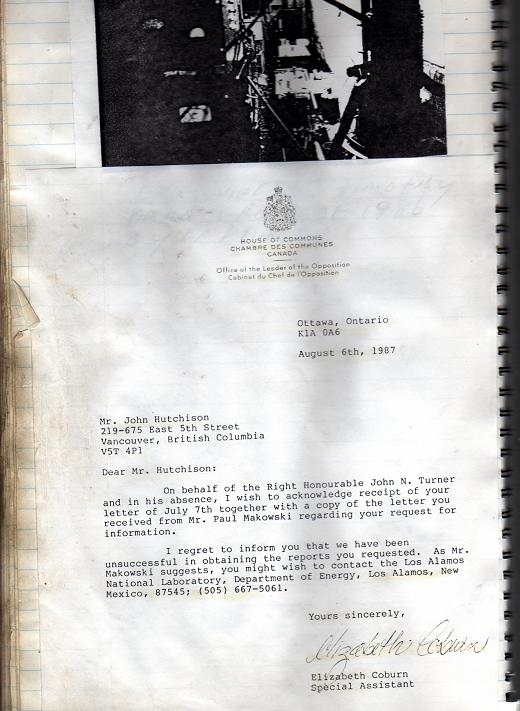 HOUSE OF COMMONS
CHAMBRE DES COMMUNES
CANADA
Office of the Leader of the Opposition
Cabinet du Chef de l'Opposition
Ottawa, Ontario
K1A 0A6
August 6th, 1987
Mr. John Hutchison
219-675 East 5th Street
Vancouver, British Columbia
V5T 4P1
Dear Mr. Hutchison:
On behalf of the Right Honourable John N. Turner
and in his absence, I wish to acknowledge receipt of your
letter of July 7th together with a copy of the letter you
received from Mr. Paul Makowski regarding your request for
information.
I regret to inform you that we have been
unsuccessful in obtaining the reports you requested. As Mr.
Makowski suggests, you might wish to contact the Los Alamos
National Laboratory, Department of Energy, Los Alamos, New
Mexico, 87545; (505) 667-5061.
Yours sincerely,
Elizabeth Coburn
Elizabeth Coburn
Special Assistant